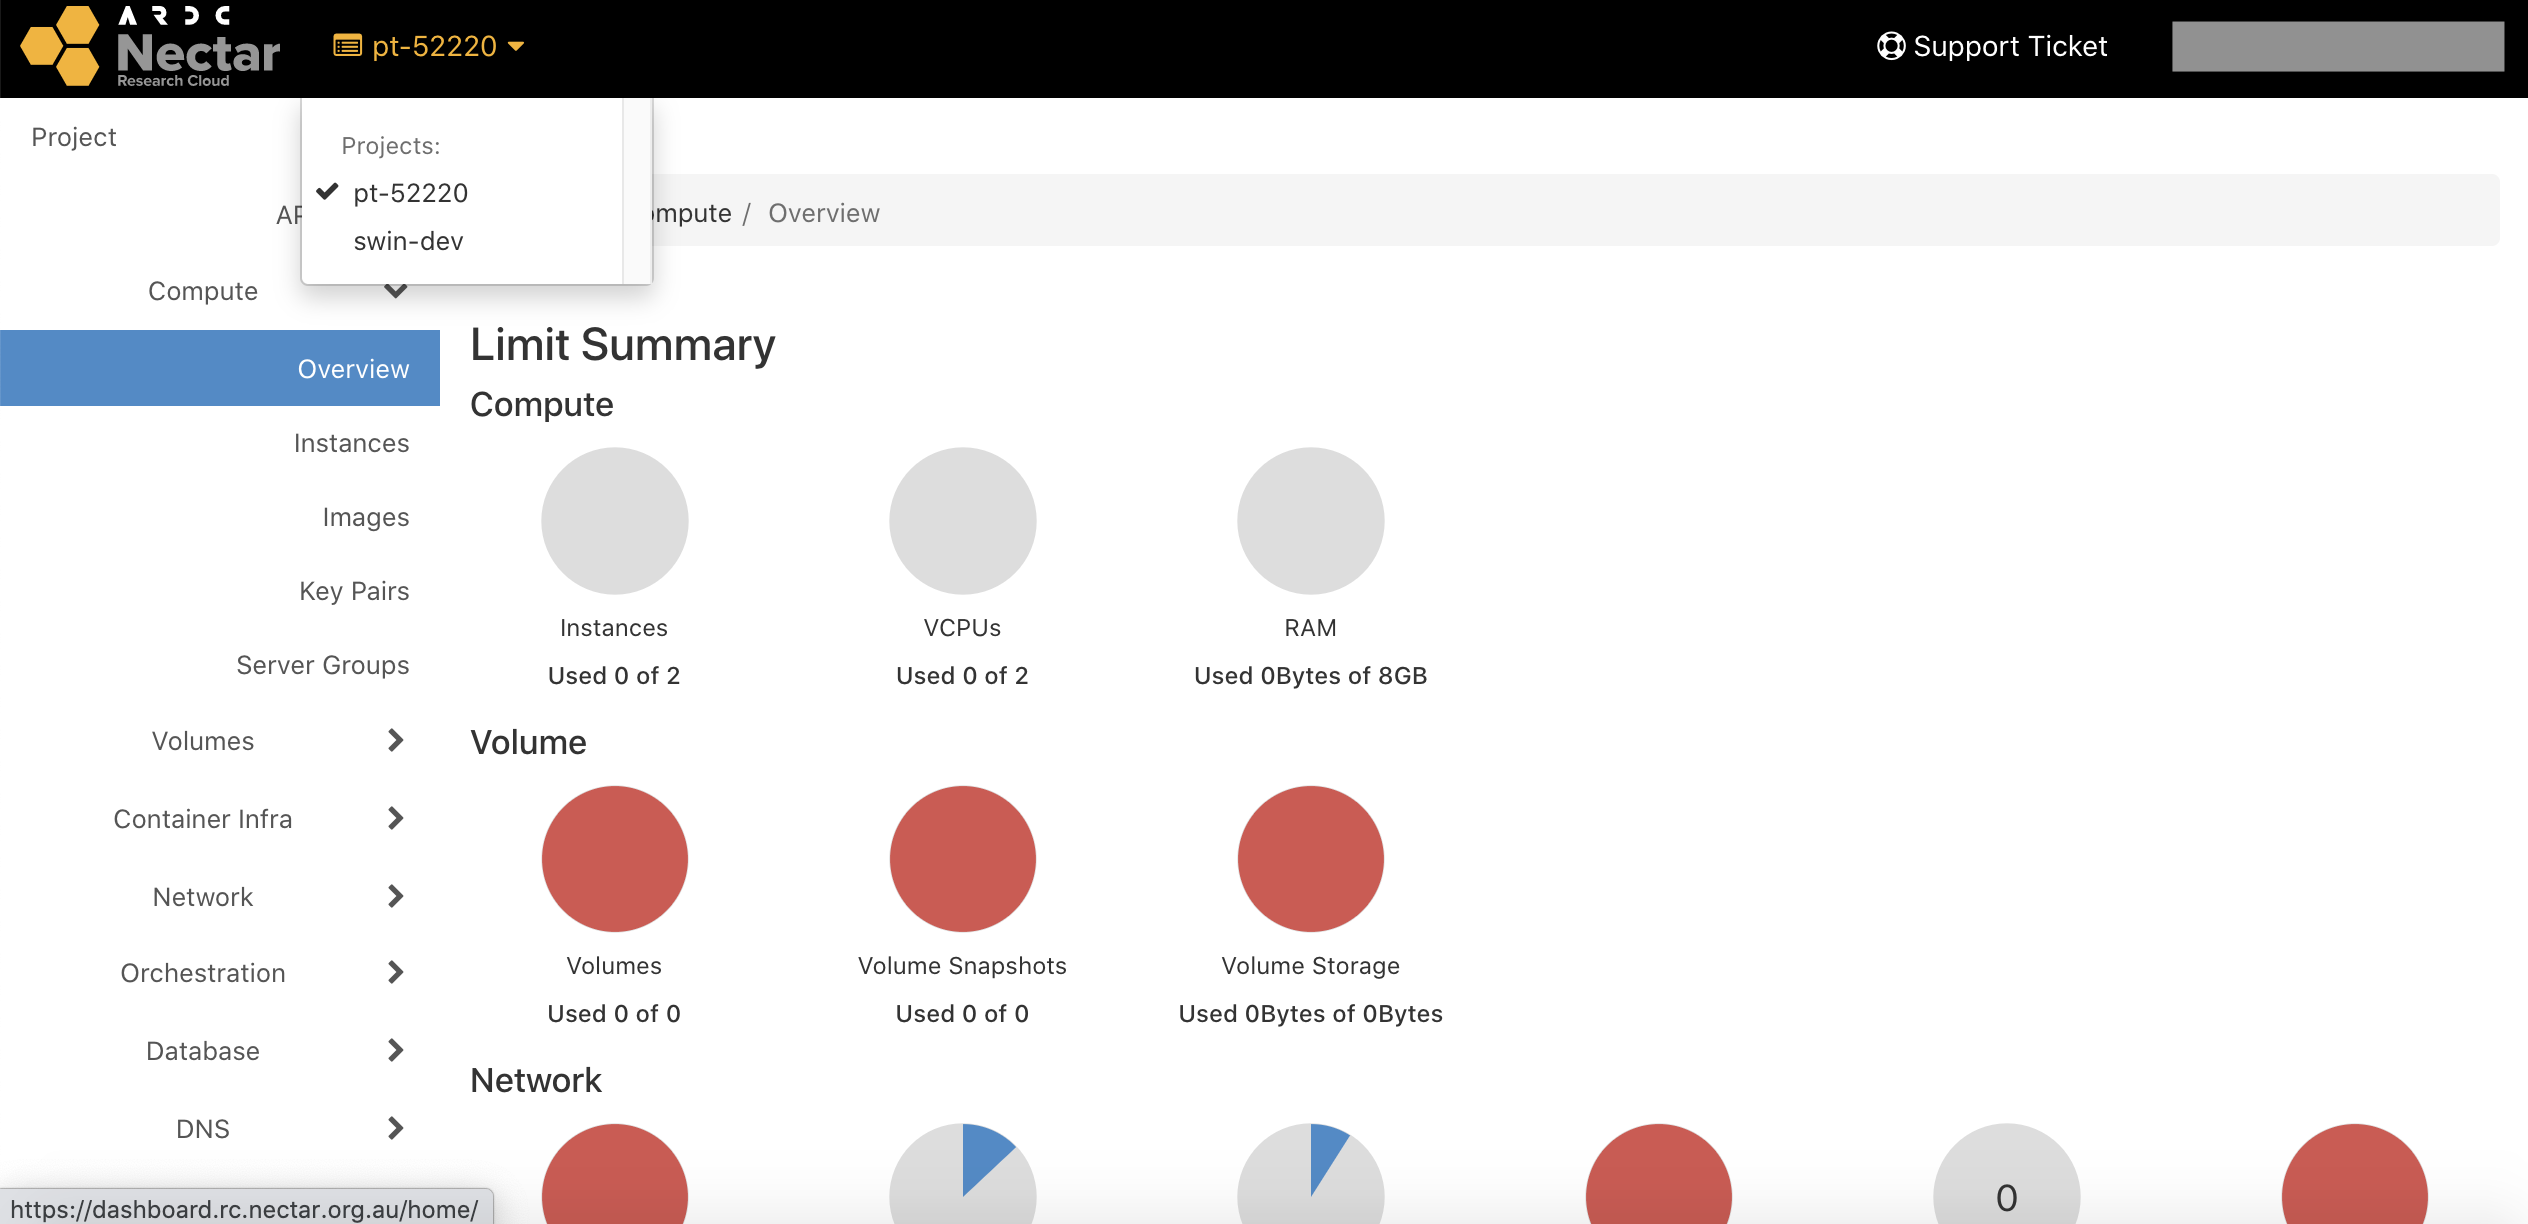 ARDC
Nectar
Research Cloud
pt-52220
Support Ticket
Project
Projects:
pt-52220
swin-dev
mpute / Overview
Compute
Overview
Instances
Images
Key Pairs
Server Groups
Volumes
Container Infra
Network
Orchestration
Database
DNS
Limit Summary
Compute
Instances
Used 0 of 2
VCPUs
Used 0 of 2
RAM
Used 0Bytes of 8GB
Volume
Volumes
Used 0 of 0
Volume Snapshots
Used 0 of 0
Volume Storage
Used 0Bytes of 0Bytes
Network
0
https://dashboard.rc.nectar.org.au/home/